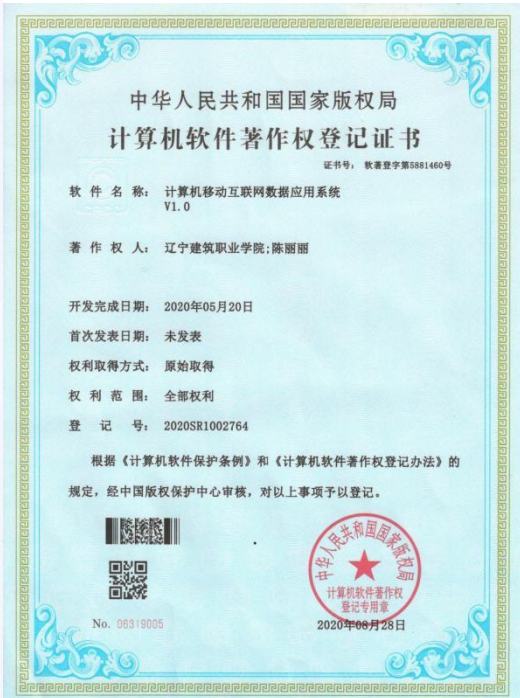 中华人民共和国国家版权局
计算机软件著作权登记证书
证书号： 软著登字第5881460号
软件名称： 计算机移动互联网数据应用系统
V1.0
著作权人： 辽宁建筑职业学院;陈丽丽
开发完成日期： 2020年05月20日
首次发表日期： 未发表
权利取得方式： 原始取得
权利范围： 全部权利
登记号： 2020SR1002764
根据《计算机软件保护条例》和《计算机软件著作权登记办法》的
规定，经中国版权保护中心审核，对以上事项予以登记。
中华人民共和国国家版权局
计算机软件著作权
登记专用章
No. 06319005
2020年08月28日